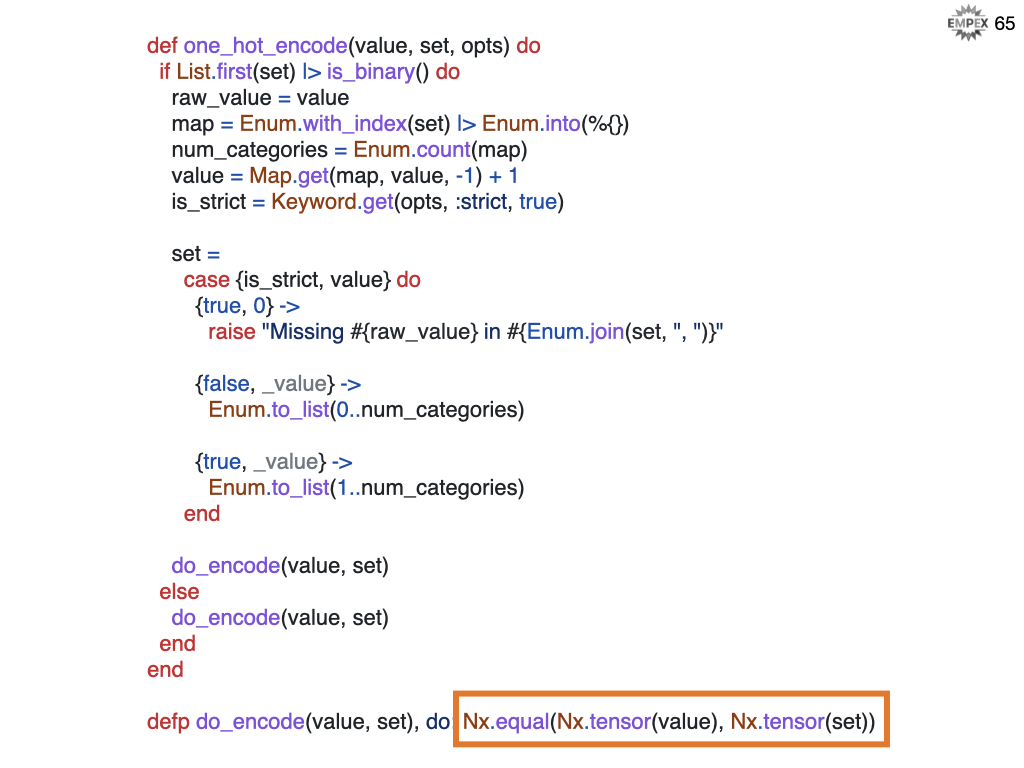 EMPEX 65
def one_hot_encode(value, set, opts) do
if List.first(set) |> is_binary() do
raw_value = value
map = Enum.with_index(set) |> Enum.into(%{})
num_categories = Enum.count(map)
value = Map.get(map, value, -1) + 1
is_strict = Keyword.get(opts, :strict, true)
set =
case {is_strict, value} do
{true, 0} ->
raise "Missing #{raw_value} in #{Enum.join(set, ", ")}"
{false, _value} ->
Enum.to_list(0..num_categories)
{true, _value} ->
Enum.to_list(1..num_categories)
end
do_encode(value, set)
else
do_encode(value, set)
end
end
defp do_encode(value, set), do: Nx.equal(Nx.tensor(value), Nx.tensor(set))